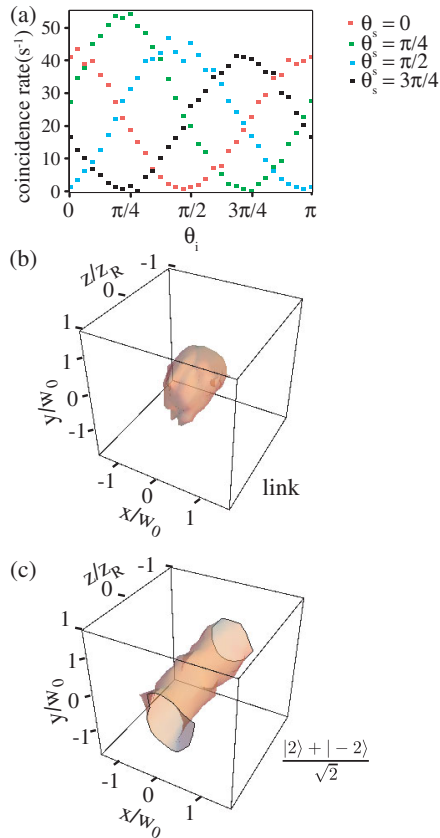 (a)
coincidence rate(s⁻¹)
50
40
30
20
10
0
0 π/4 π/2 3π/4 π
θi
θs = 0
θs = π/4
θs = π/2
θs = 3π/4
(b)
z/zR
-1
0
1
y/w0
1
0
-1
x/w0
-1
0
1
link
(c)
z/zR
-1
0
1
y/w0
1
0
-1
x/w0
-1
0
1
|2⟩ + |− 2⟩
√2